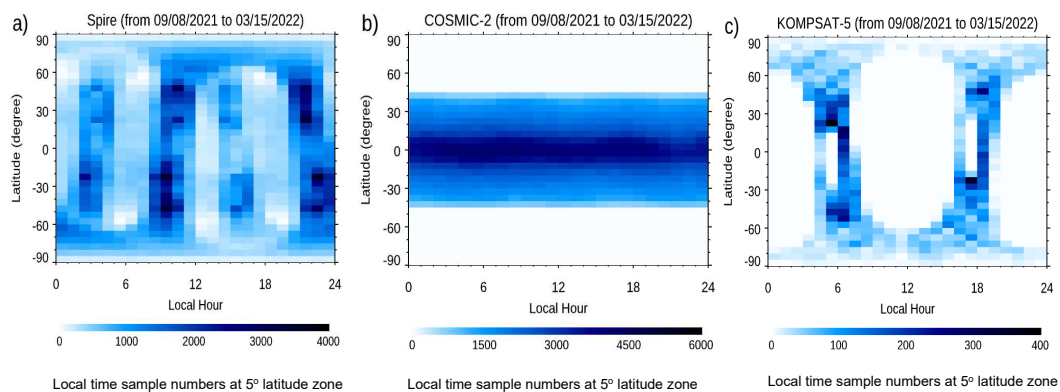 a)
Spire (from 09/08/2021 to 03/15/2022)
Latitude (degree)
90
60
30
0
-30
-60
-90
0 6 12 18 24
Local Hour
0 1000 2000 3000 4000
Local time sample numbers at 5° latitude zone
b)
COSMIC-2 (from 09/08/2021 to 03/15/2022)
Latitude (degree)
90
60
30
0
-30
-60
-90
0 6 12 18 24
Local Hour
0 1500 3000 4500 6000
Local time sample numbers at 5° latitude zone
c)
KOMPSAT-5 (from 09/08/2021 to 03/15/2022)
Latitude (degree)
90
60
30
0
-30
-60
-90
0 6 12 18 24
Local Hour
0 100 200 300 400
Local time sample numbers at 5° latitude zone